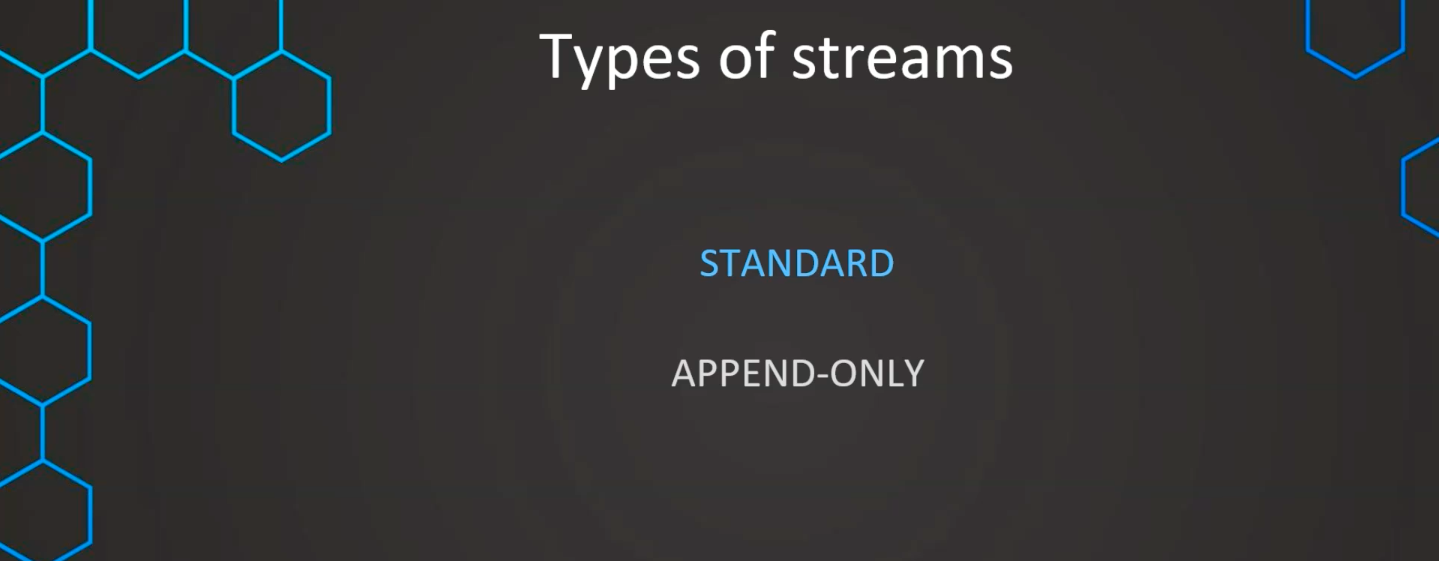 Types of streams
STANDARD
APPEND-ONLY